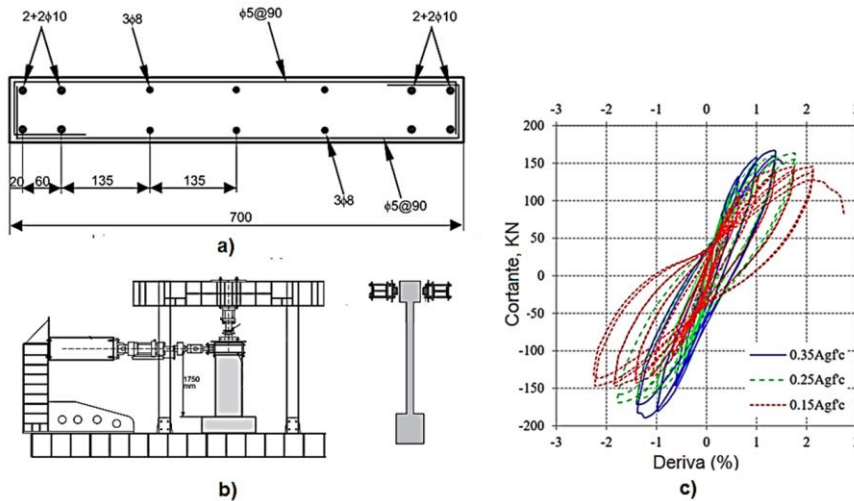 2+2ϕ10
3ϕ8
ϕ5@90
2+2ϕ10
20
60
135
135
3ϕ8
ϕ5@90
700
a)
1750
mm
b)
-3 -2 -1 0 1 2 3
200
150
100
50
0
-50
-100
-150
-200
Cortante, KN
0.35Agf'c
0.25Agf'c
0.15Agf'c
-3 -2 -1 0 1 2 3
Deriva (%)
c)